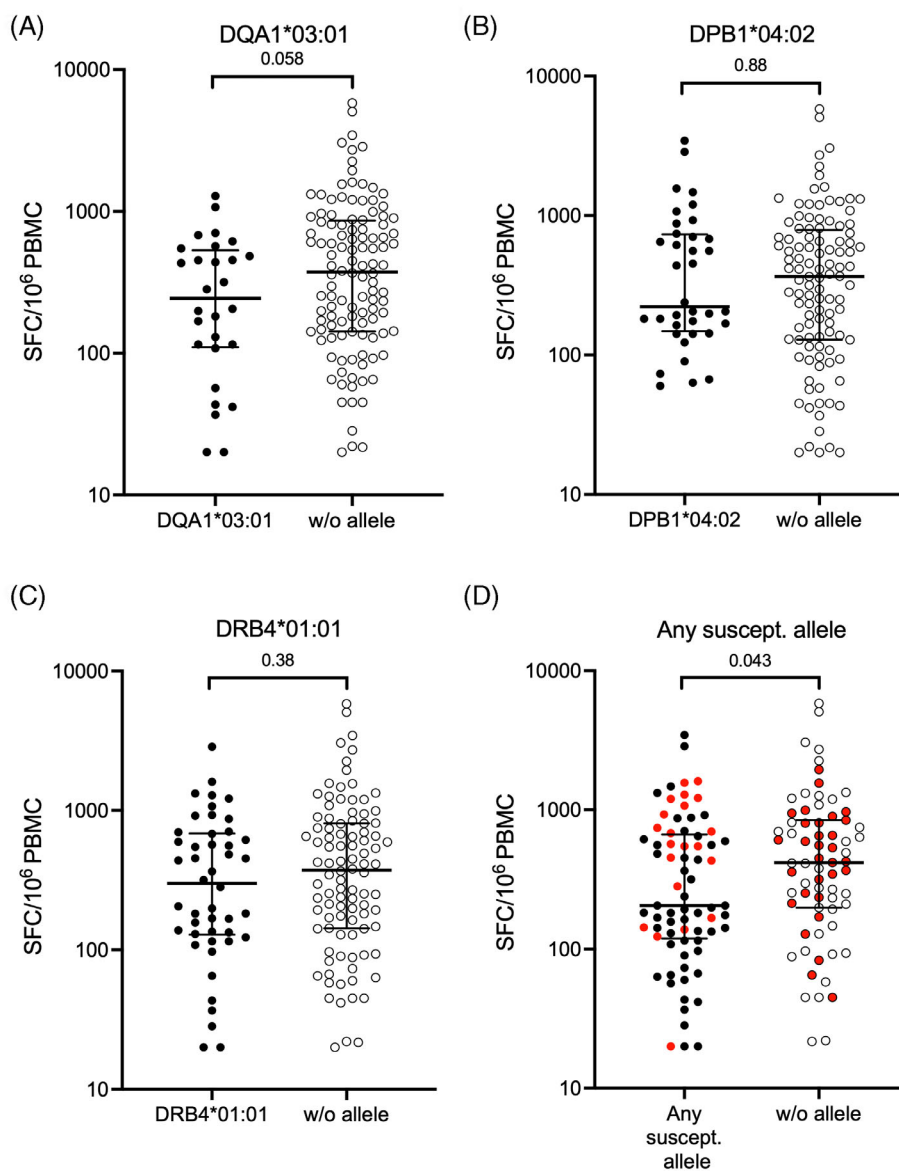 (A)
DQA1*03:01
0.058
10000
1000
100
10
SFC/10⁶ PBMC
DQA1*03:01 w/o allele
(B)
DPB1*04:02
0.88
10000
1000
100
10
SFC/10⁶ PBMC
DPB1*04:02 w/o allele
(C)
DRB4*01:01
0.38
10000
1000
100
10
SFC/10⁶ PBMC
DRB4*01:01 w/o allele
(D)
Any suscept. allele
0.043
10000
1000
100
10
SFC/10⁶ PBMC
Any
suscept.
allele
w/o allele